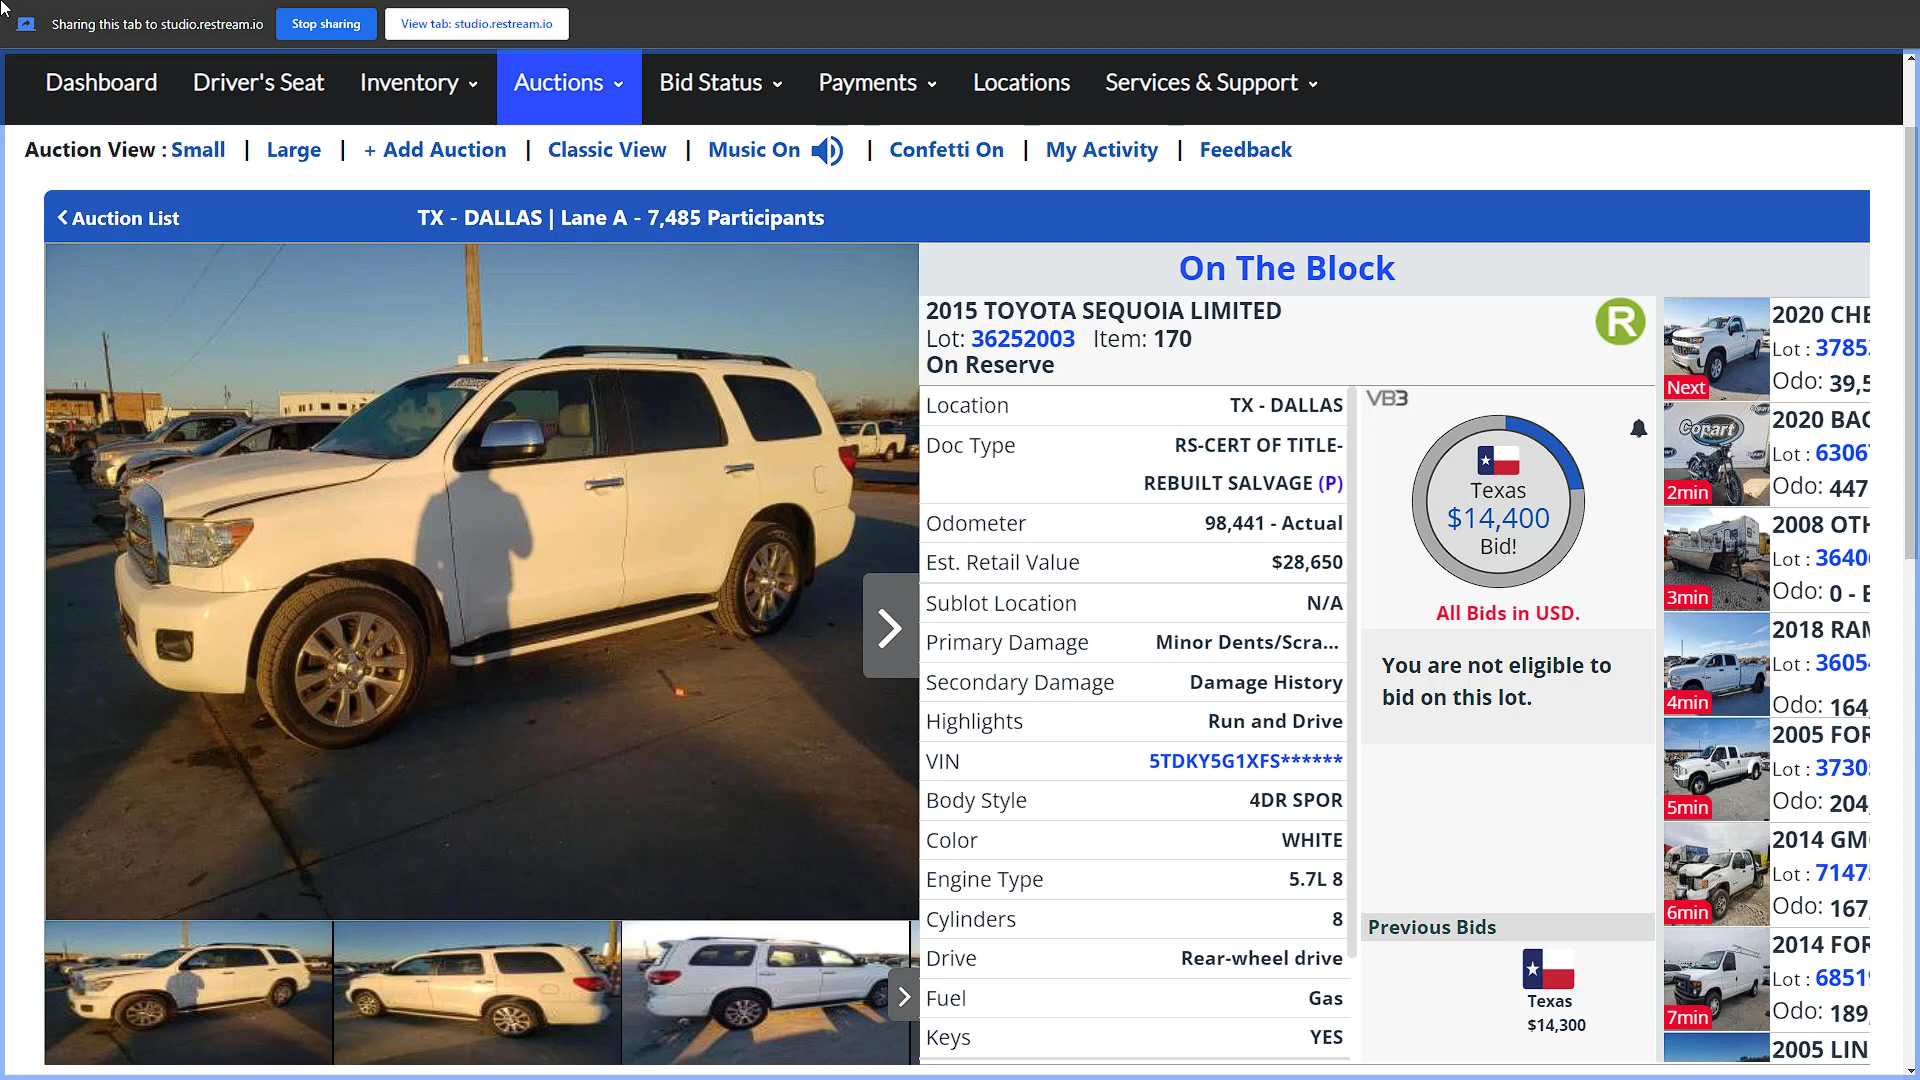 Sharing this tab to studio.restream.io
Stop sharing
View tab: studio.restream.io
Dashboard
Driver's Seat
Inventory
Auctions
Bid Status
Payments
Locations
Services & Support
Auction View : Small | Large | + Add Auction | Classic View | Music On | Confetti On | My Activity | Feedback
Auction List
TX - DALLAS | Lane A - 7,485 Participants
On The Block
2015 TOYOTA SEQUOIA LIMITED
Lot: 36252003 Item: 170
On Reserve
R
Location TX - DALLAS
Doc Type RS-CERT OF TITLE-
REBUILT SALVAGE (P)
Odometer 98,441 - Actual
Est. Retail Value $28,650
Sublot Location N/A
Primary Damage Minor Dents/Scra...
Secondary Damage Damage History
Highlights Run and Drive
VIN 5TDKY5G1XFS******
Body Style 4DR SPOR
Color WHITE
Engine Type 5.7L 8
Cylinders 8
Drive Rear-wheel drive
Fuel Gas
Keys YES
VB3
Texas
$14,400
Bid!
All Bids in USD.
You are not eligible to
bid on this lot.
Previous Bids
Texas
$14,300
2020 CHE
Lot : 3785
Odo: 39,5
Next
2020 BAC
Lot : 6306
Odo: 447
Copart
2min
2008 OTH
Lot : 3640
Odo: 0 - E
3min
2018 RAM
Lot : 3605
Odo: 164,
4min
2005 FOR
Lot : 3730
Odo: 204,
5min
2014 GM
Lot : 7147
Odo: 167,
6min
2014 FOR
Lot : 6851
Odo: 189,
7min
2005 LIN